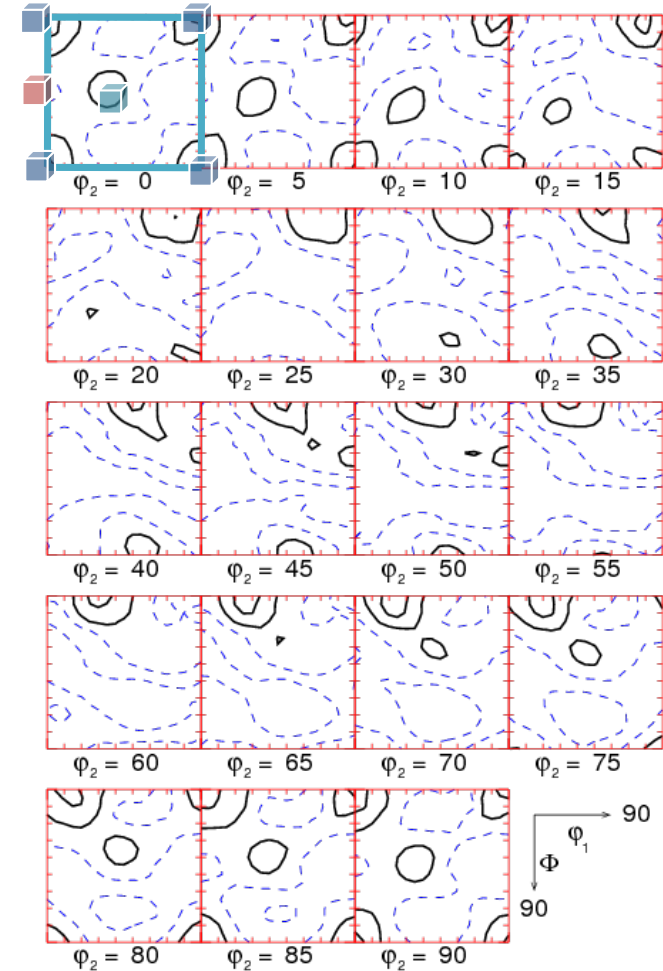 φ₂ = 0 φ₂ = 5 φ₂ = 10 φ₂ = 15
φ₂ = 20 φ₂ = 25 φ₂ = 30 φ₂ = 35
φ₂ = 40 φ₂ = 45 φ₂ = 50 φ₂ = 55
φ₂ = 60 φ₂ = 65 φ₂ = 70 φ₂ = 75
90
φ₁
Φ
90
φ₂ = 80 φ₂ = 85 φ₂ = 90